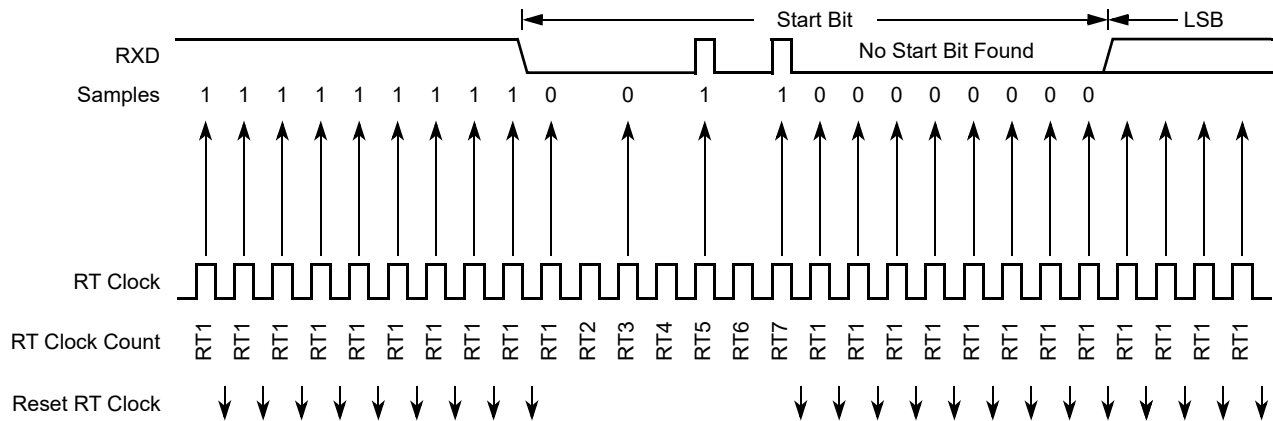 Start Bit LSB
RXD No Start Bit Found
Samples 1 1 1 1 1 1 1 1 1 0 0 1 1 0 0 0 0 0 0 0 0
RT Clock
RT Clock Count RT1 RT1 RT1 RT1 RT1 RT1 RT1 RT1 RT1 RT1 RT2 RT3 RT4 RT5 RT6 RT7 RT1 RT1 RT1 RT1 RT1 RT1 RT1 RT1 RT1 RT1 RT1 RT1
Reset RT Clock